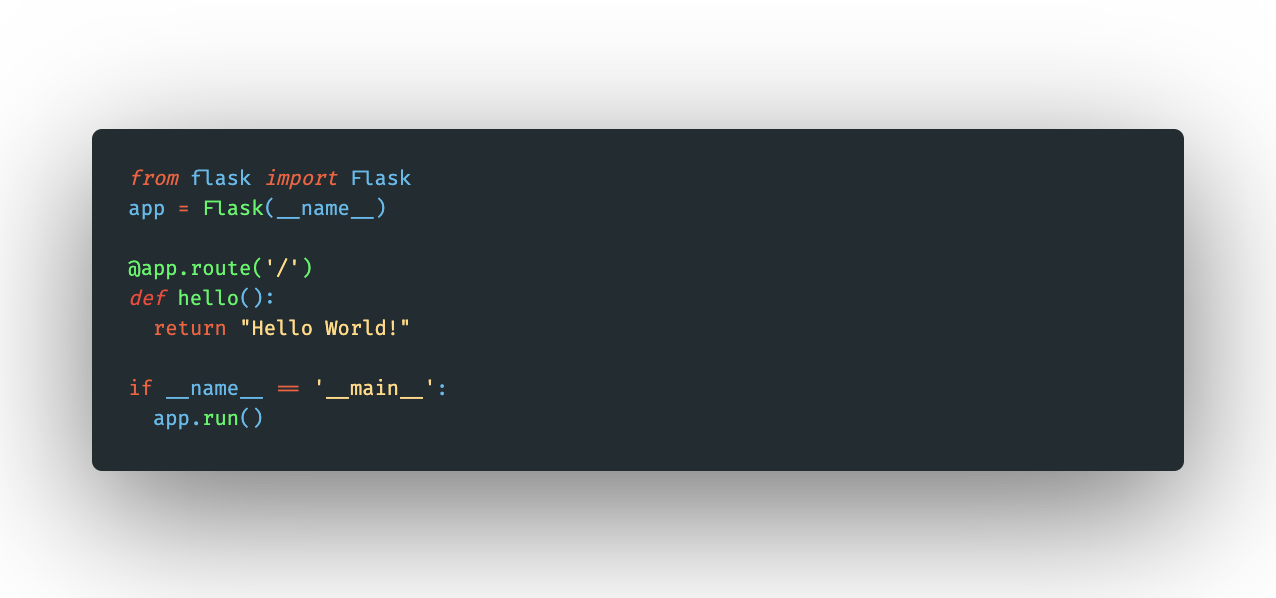 from flask import Flask
app = Flask(__name__)

@app.route('/')
def hello():
  return "Hello World!"

if __name__ == '__main__':
  app.run()